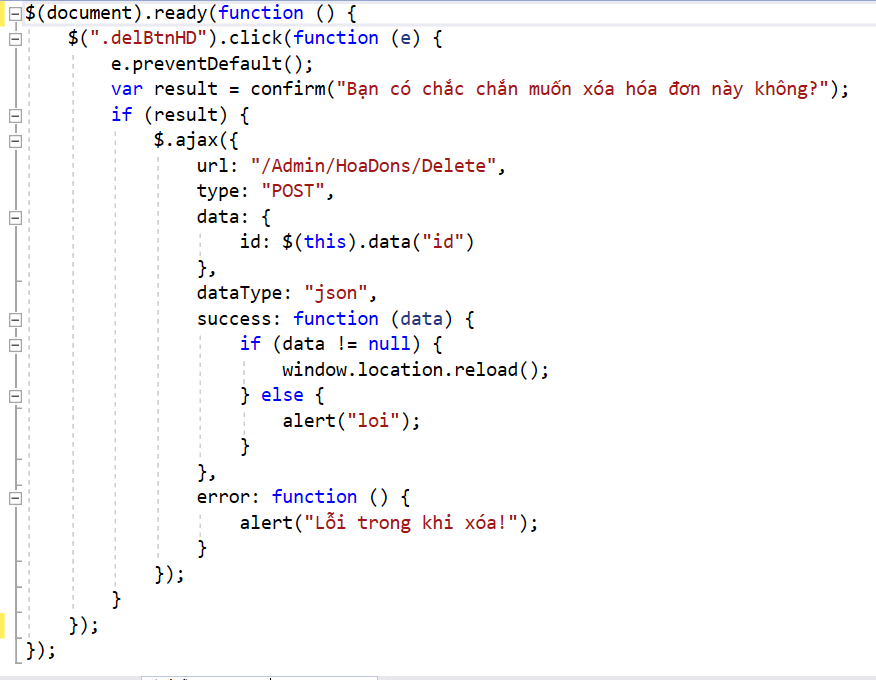 $(document).ready(function () {
$(".delBtnHD").click(function (e) {
e.preventDefault();
var result = confirm("Bạn có chắc chắn muốn xóa hóa đơn này không?");
if (result) {
$.ajax({
url: "/Admin/HoaDons/Delete",
type: "POST",
data: {
id: $(this).data("id")
},
dataType: "json",
success: function (data) {
if (data != null) {
window.location.reload();
} else {
alert("loi");
}
},
error: function () {
alert("Lỗi trong khi xóa!");
}
});
}
});
});